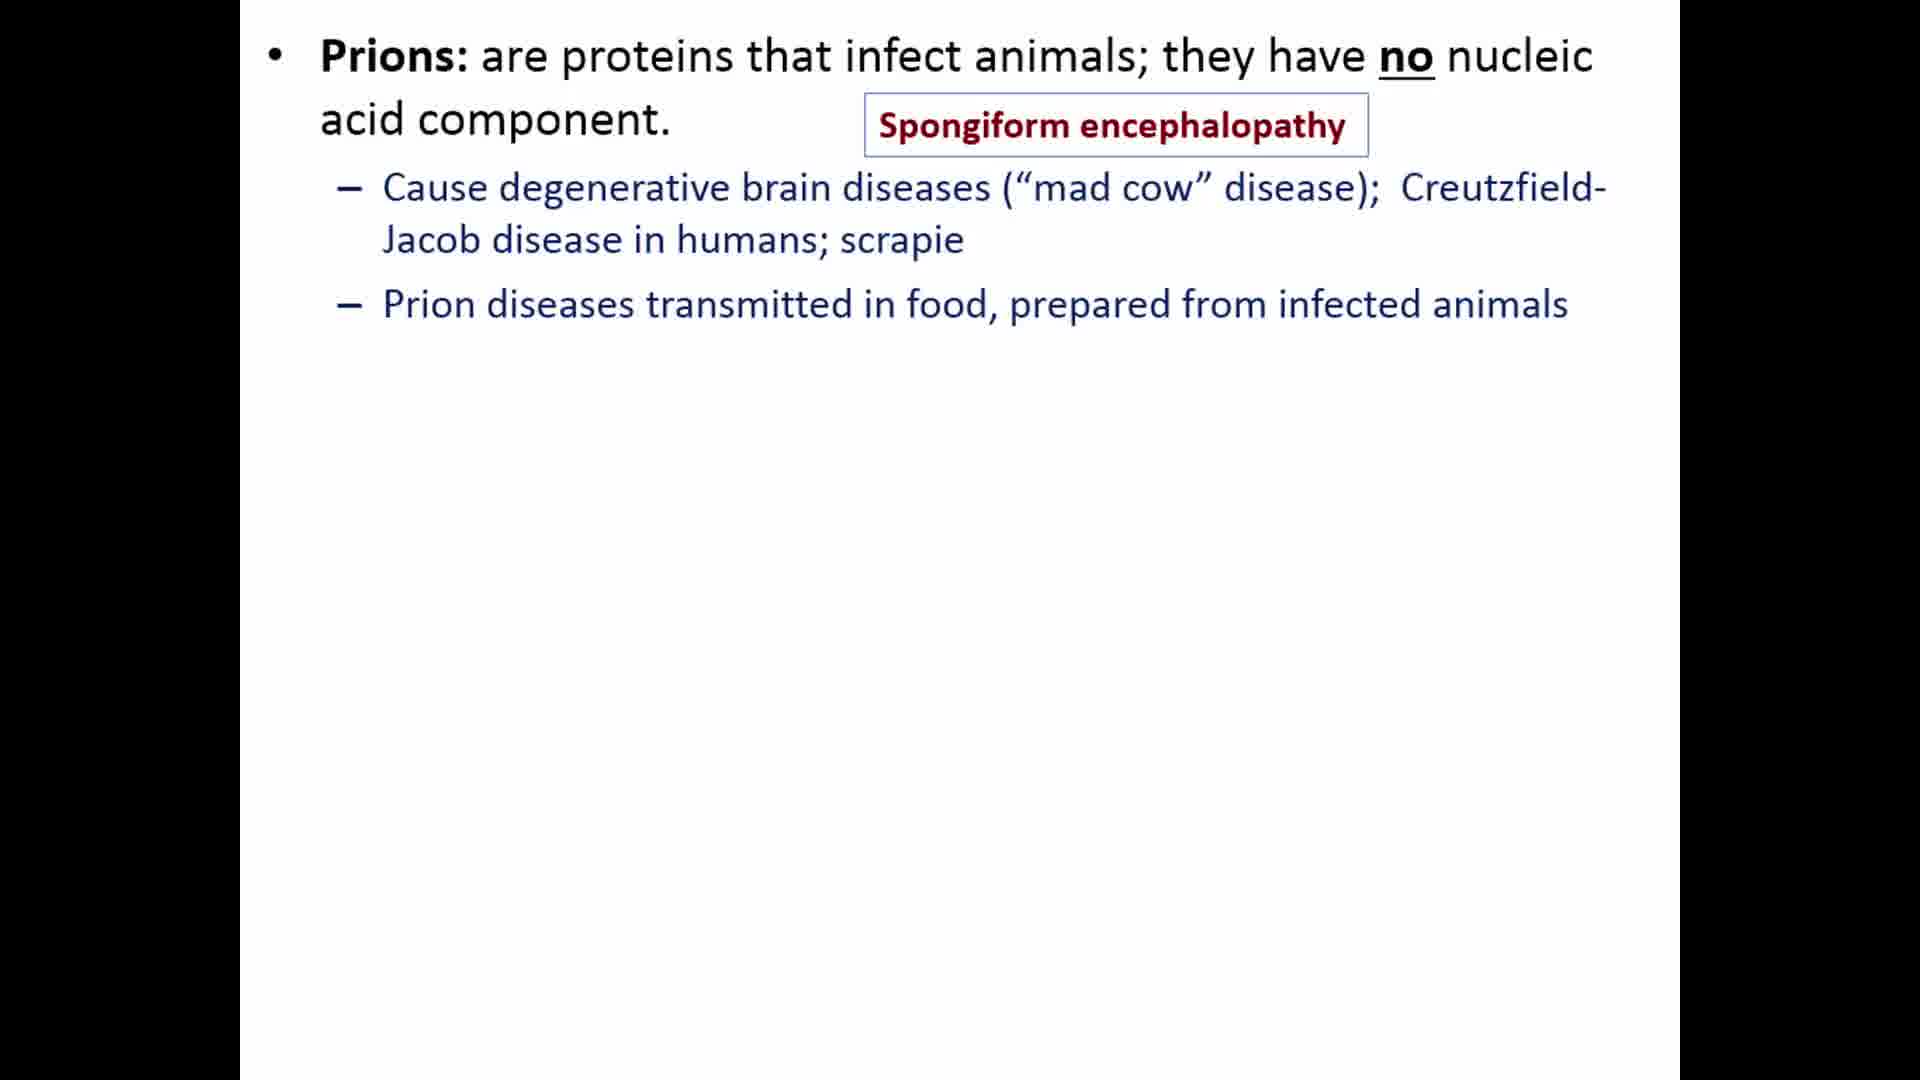 • Prions: are proteins that infect animals; they have no nucleic
acid component.
Spongiform encephalopathy
– Cause degenerative brain diseases (“mad cow” disease); Creutzfield-
Jacob disease in humans; scrapie
– Prion diseases transmitted in food, prepared from infected animals